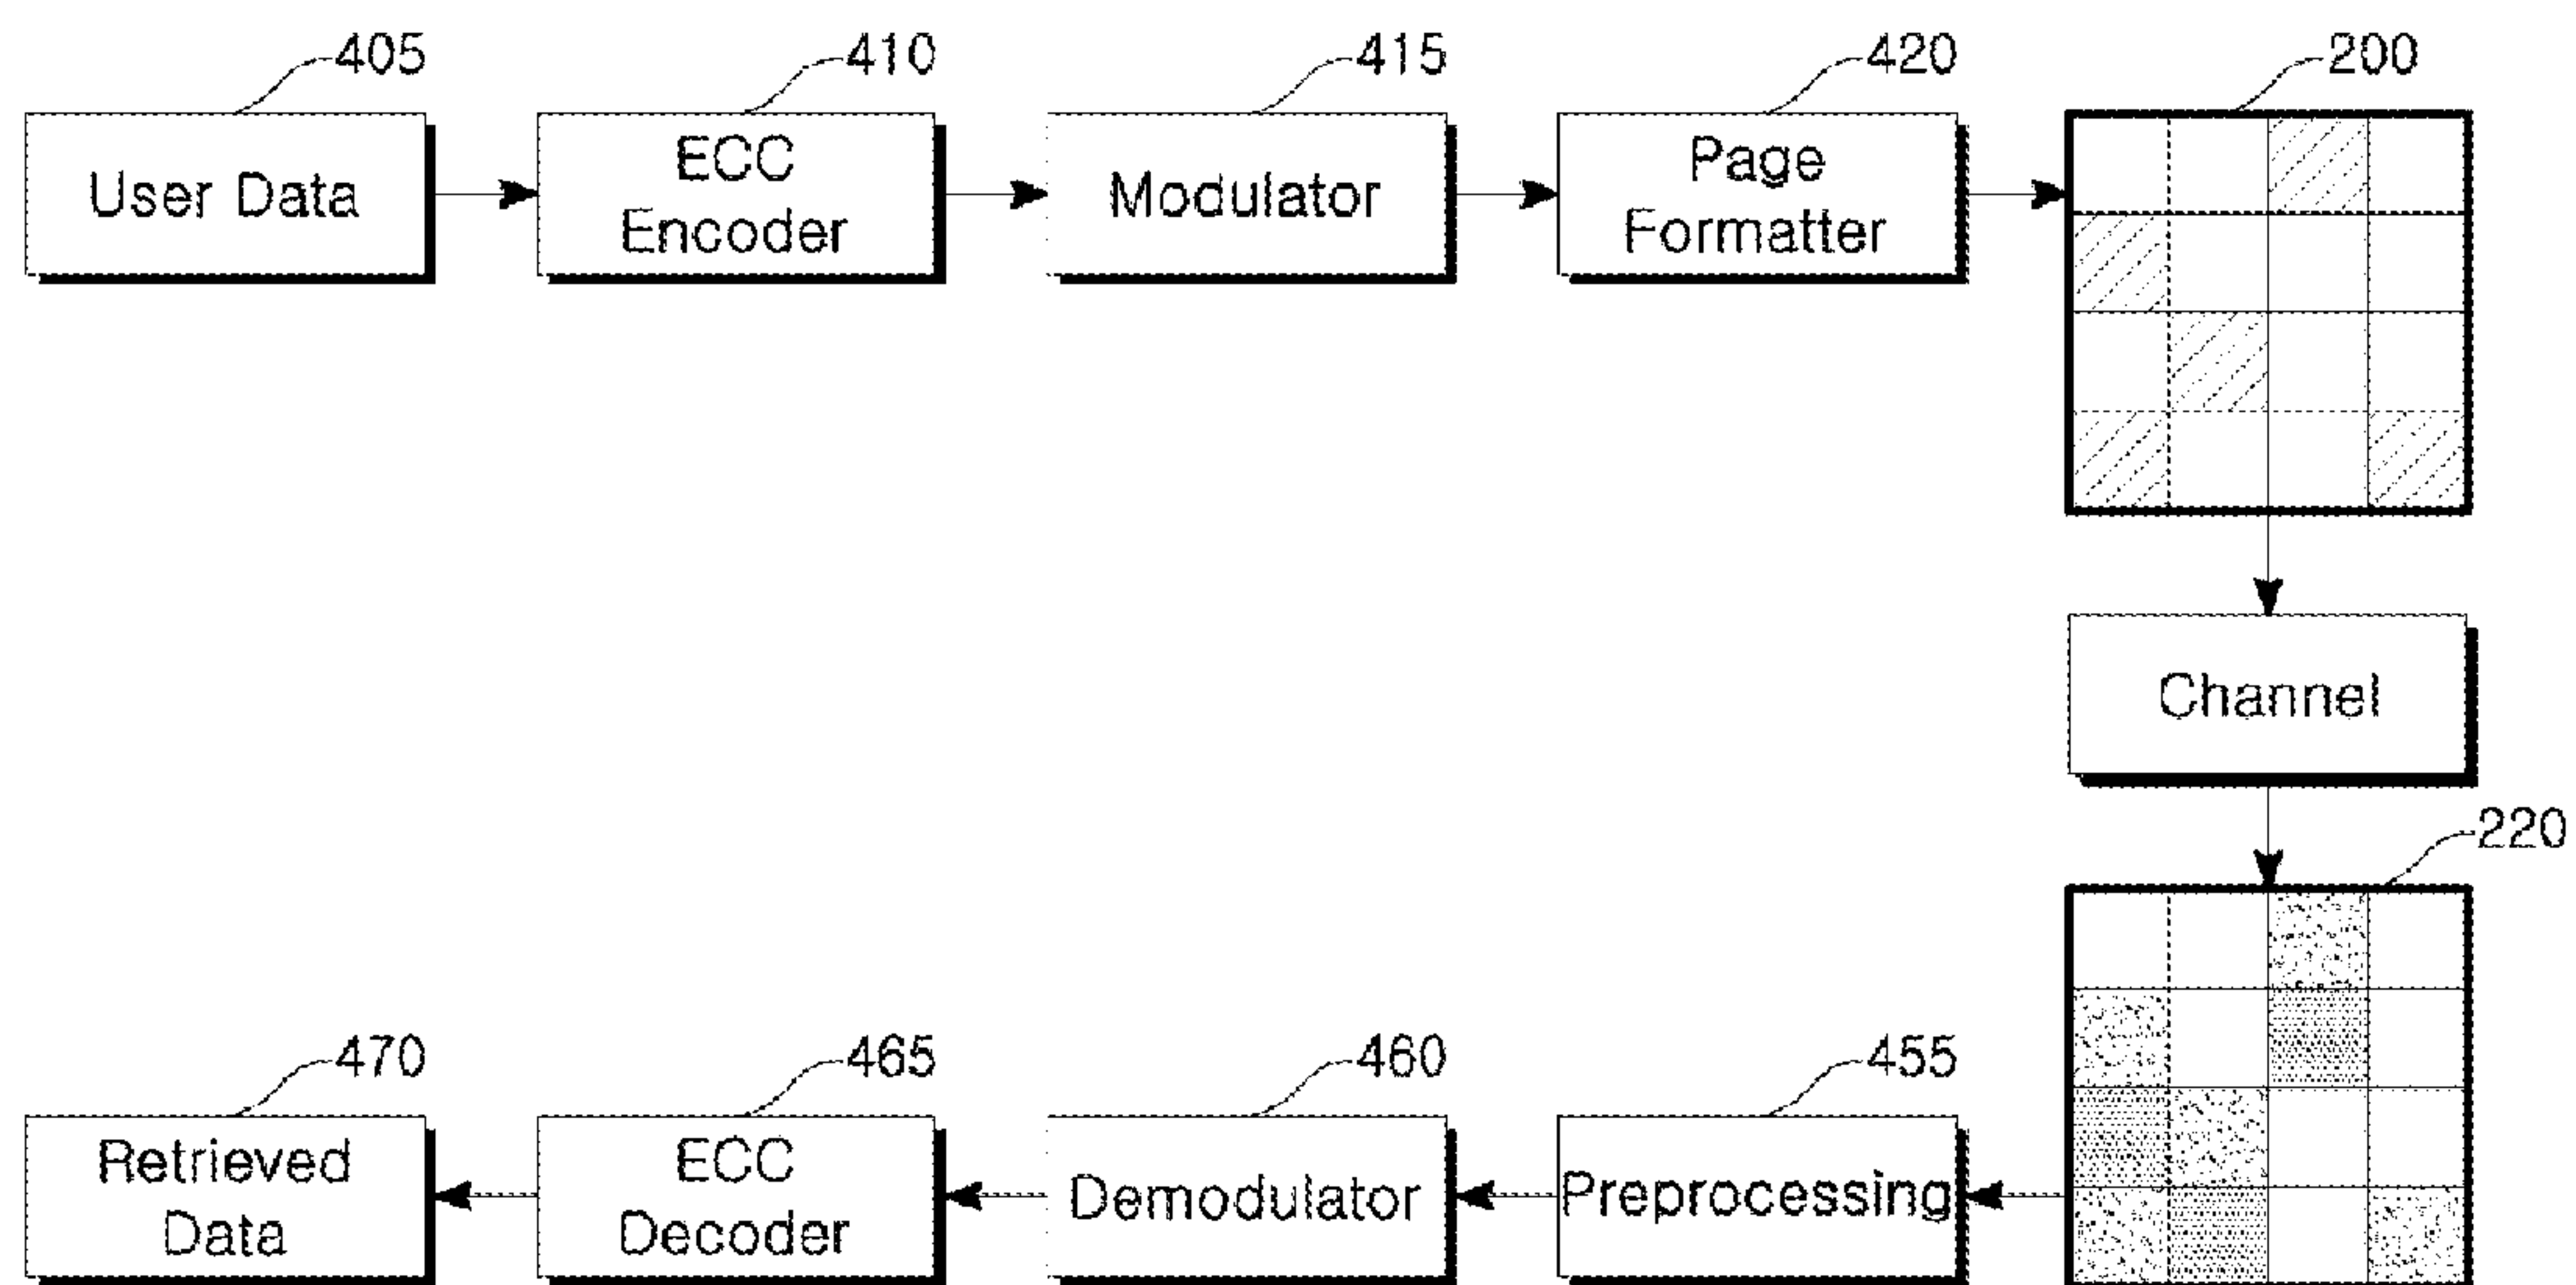 405
410
415
420
200
User Data
ECC
Encoder
Modulator
Page
Formatter
Channel
220
470
465
460
455
Retrieved
Data
ECC
Decoder
Demodulator
Preprocessing